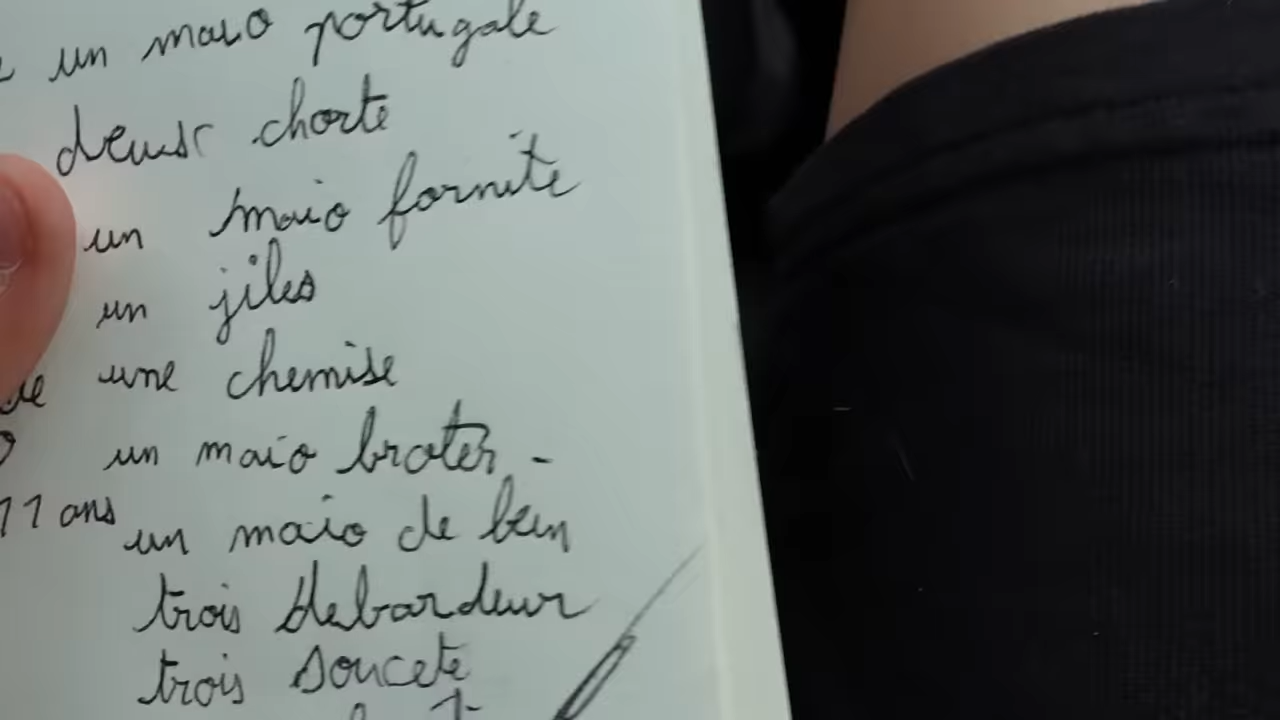 un maio portugale
deux chorte
un maio fornite
un jiles
une chemise
un maio broter -
11 ans un maio de ben
trois debardeur
trois soucete